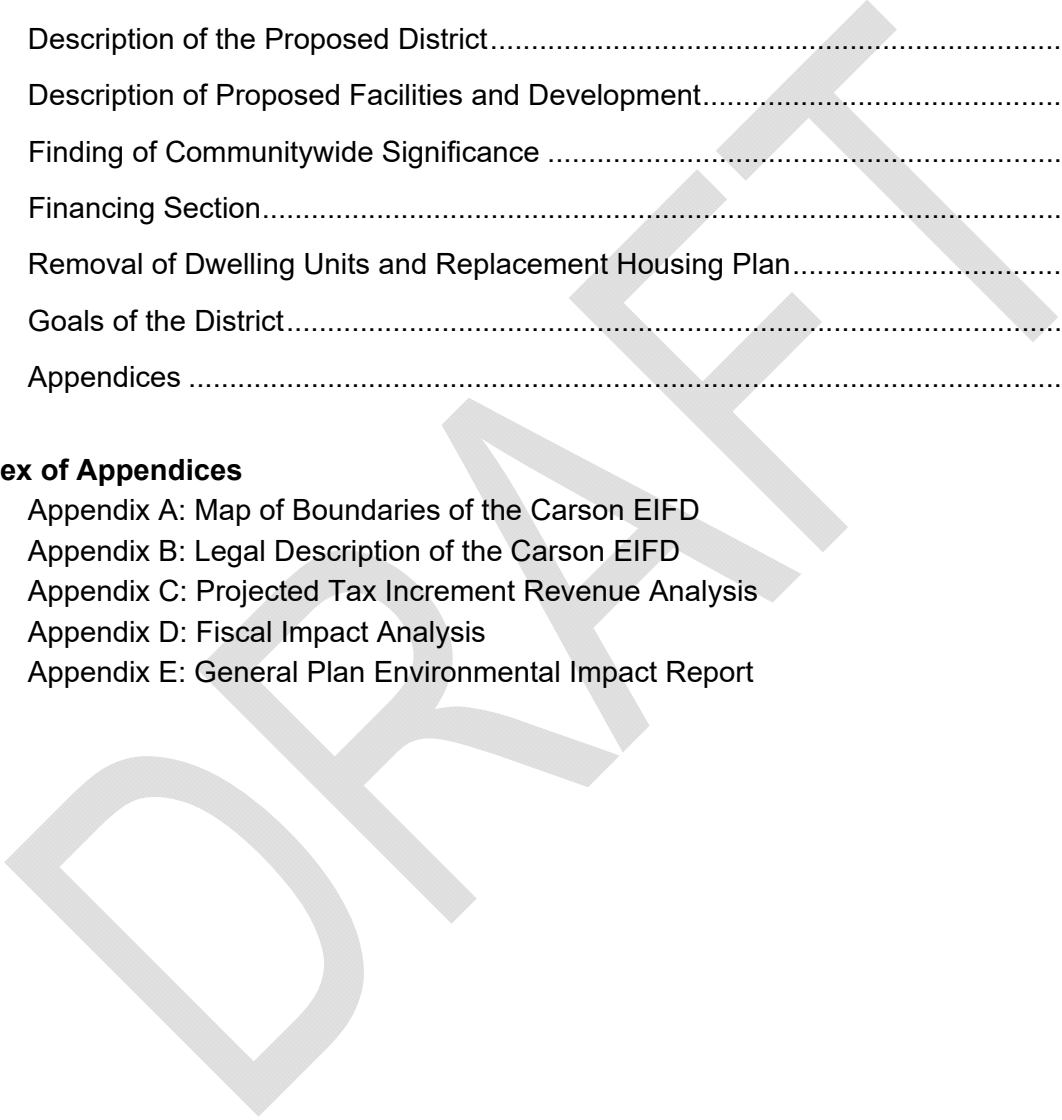 Description of the Proposed District....................................................................
Description of Proposed Facilities and Development..........................................
Finding of Communitywide Significance ..............................................................
Financing Section.................................................................................................
Removal of Dwelling Units and Replacement Housing Plan................................
Goals of the District..............................................................................................
Appendices ..........................................................................................................
ex of Appendices
Appendix A: Map of Boundaries of the Carson EIFD
Appendix B: Legal Description of the Carson EIFD
Appendix C: Projected Tax Increment Revenue Analysis
Appendix D: Fiscal Impact Analysis
Appendix E: General Plan Environmental Impact Report
DRAFT